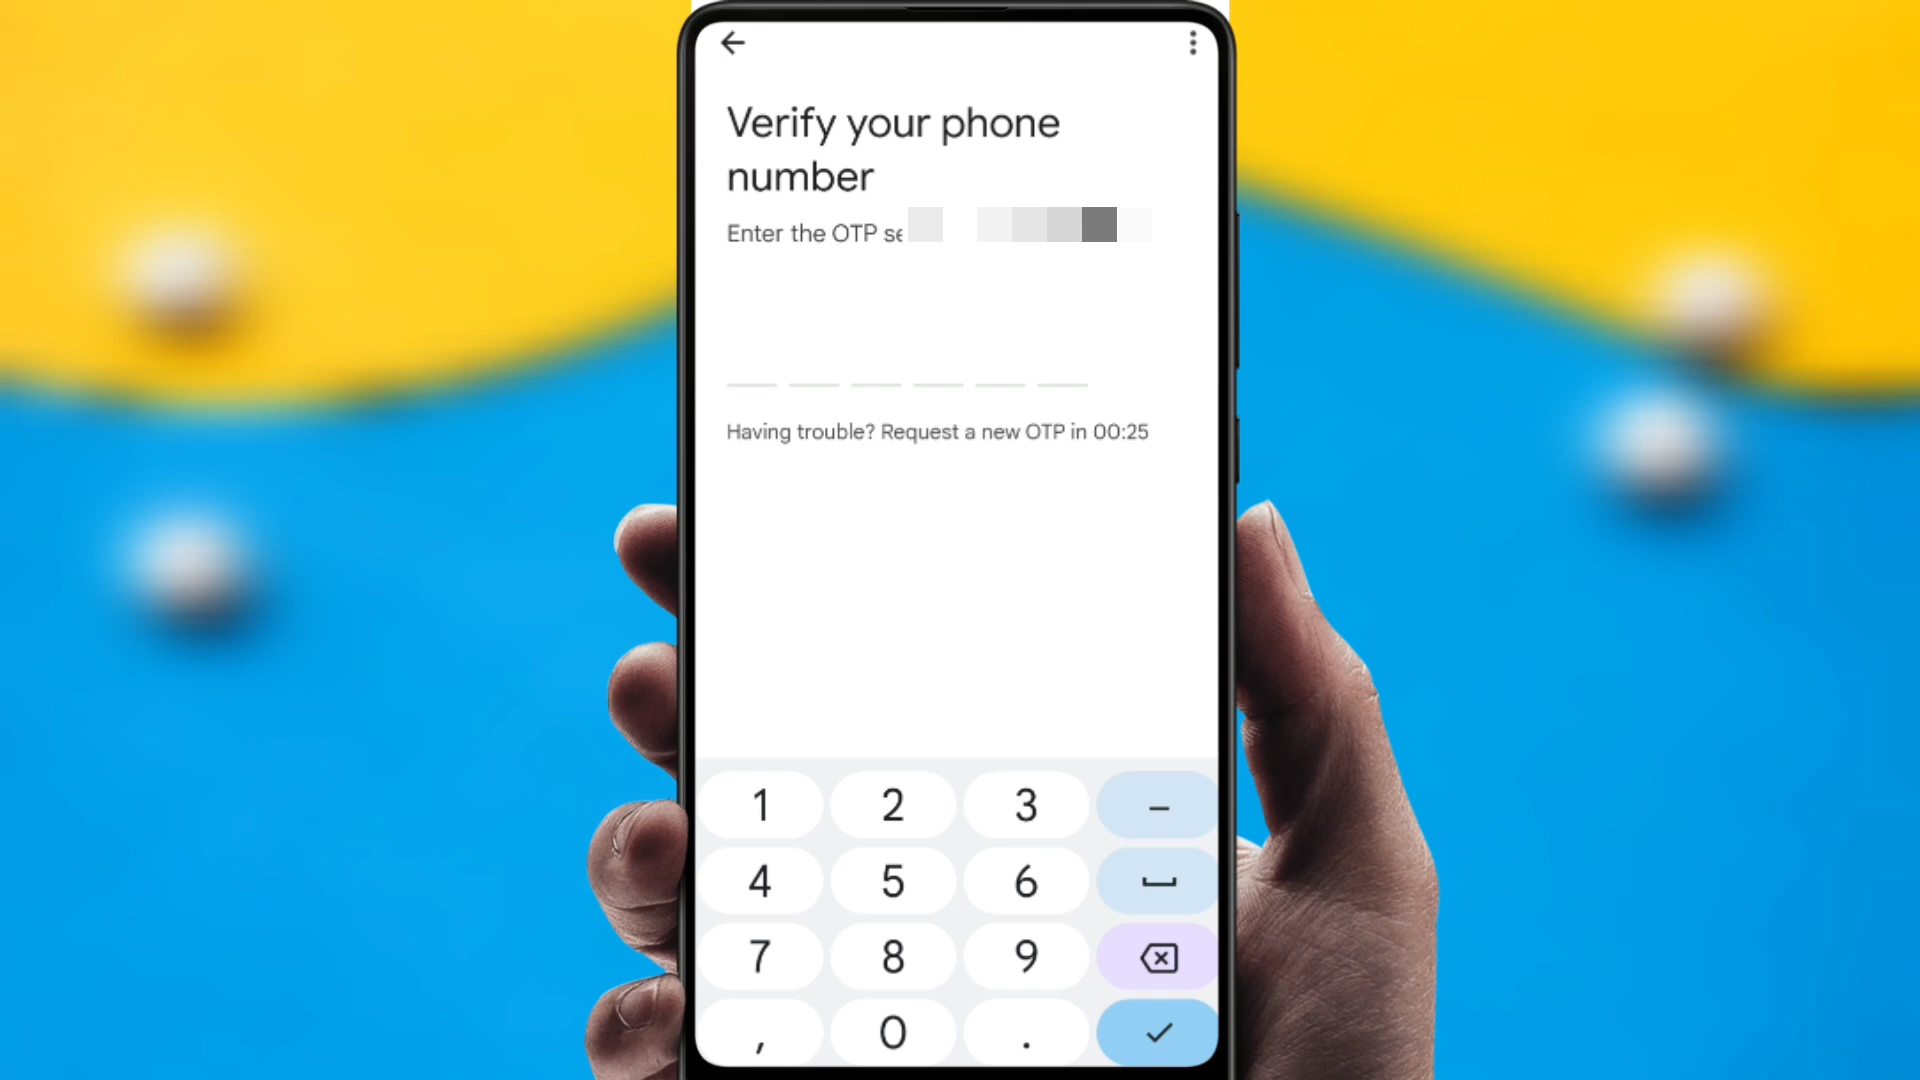 Verify your phone
number
Enter the OTP
Having trouble? Request a new OTP in 00:25
1 2 3 –
4 5 6
7 8 9
, 0 .